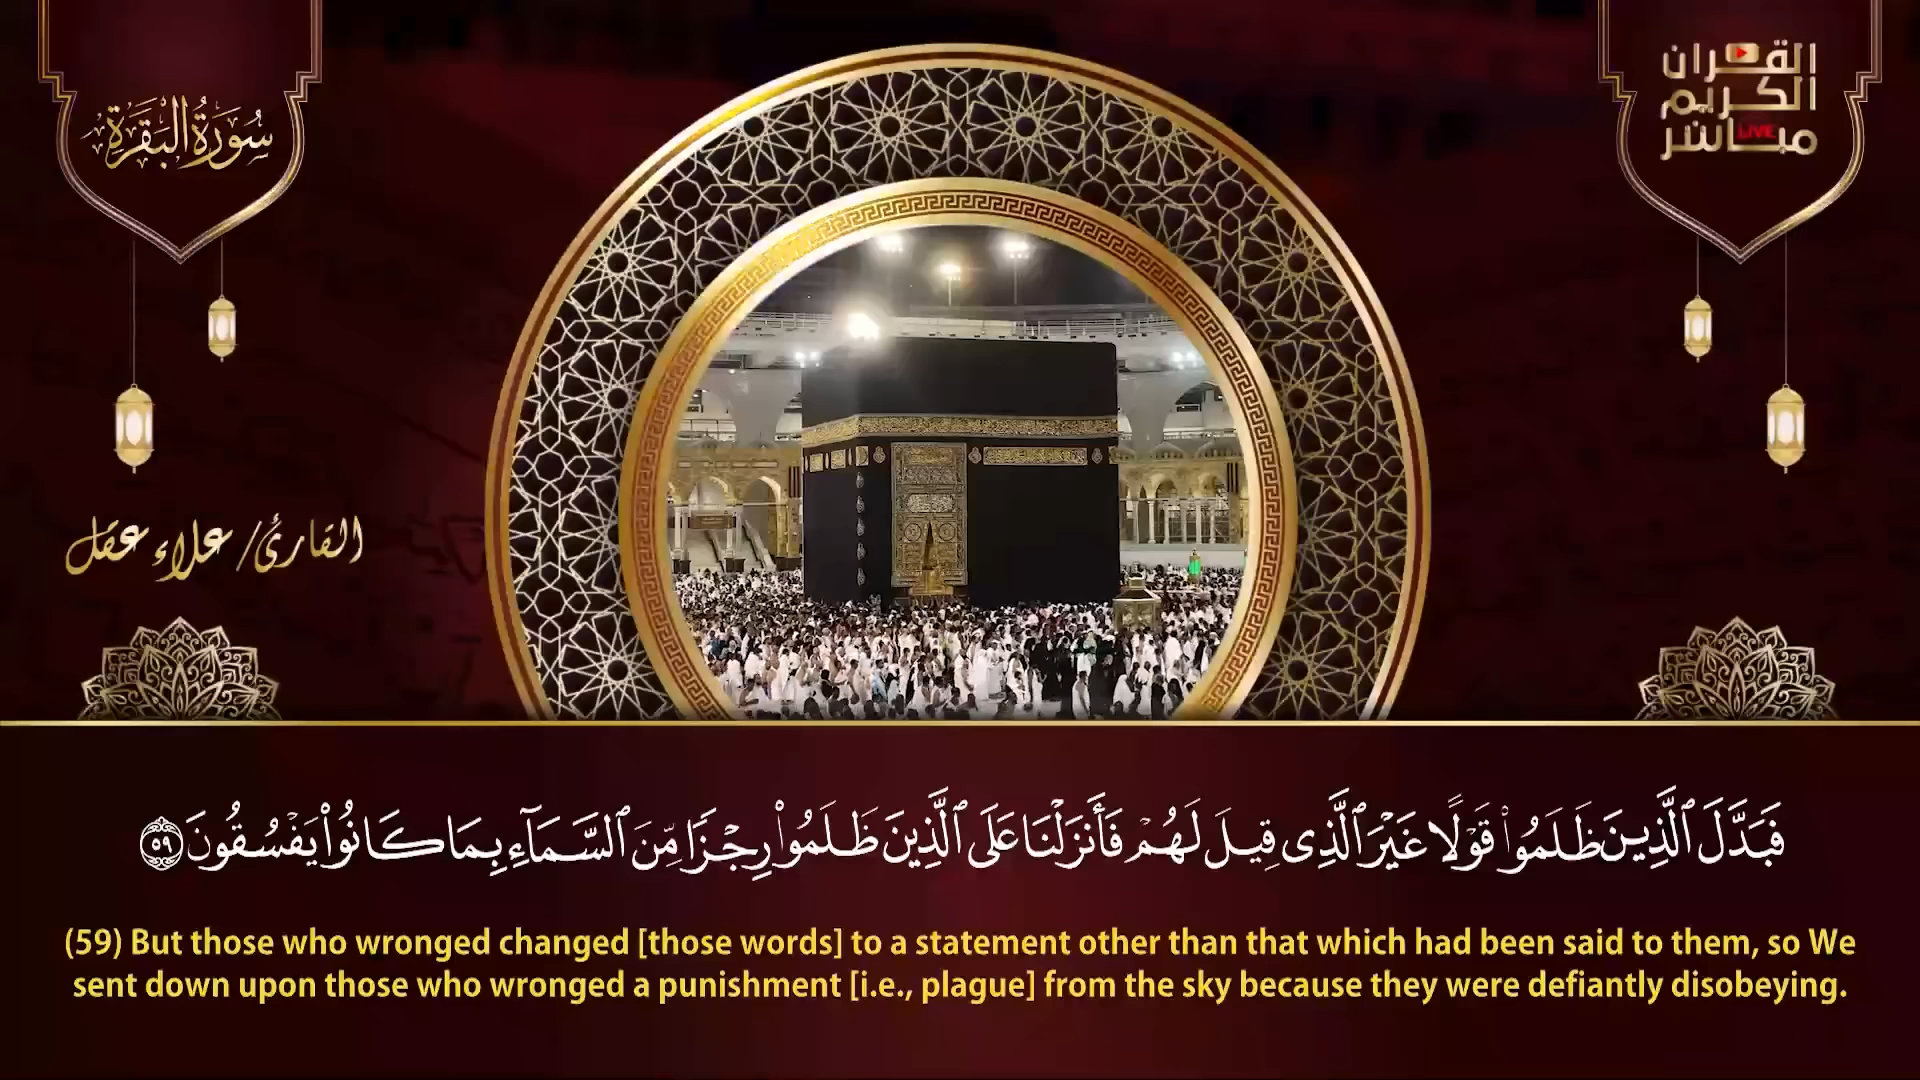 سُورَةُ البَقَرَةِ
القرآن
الكريم
مباشر
LIVE
القارئ/ علاء عقل
فَبَدَّلَ ٱلَّذِينَ ظَلَمُوا۟ قَوْلًا غَيْرَ ٱلَّذِى قِيلَ لَهُمْ فَأَنزَلْنَا عَلَى ٱلَّذِينَ ظَلَمُوا۟ رِجْزًا مِّنَ ٱلسَّمَآءِ بِمَا كَانُوا۟ يَفْسُقُونَ ٥٩
(59) But those who wronged changed [those words] to a statement other than that which had been said to them, so We
sent down upon those who wronged a punishment [i.e., plague] from the sky because they were defiantly disobeying.